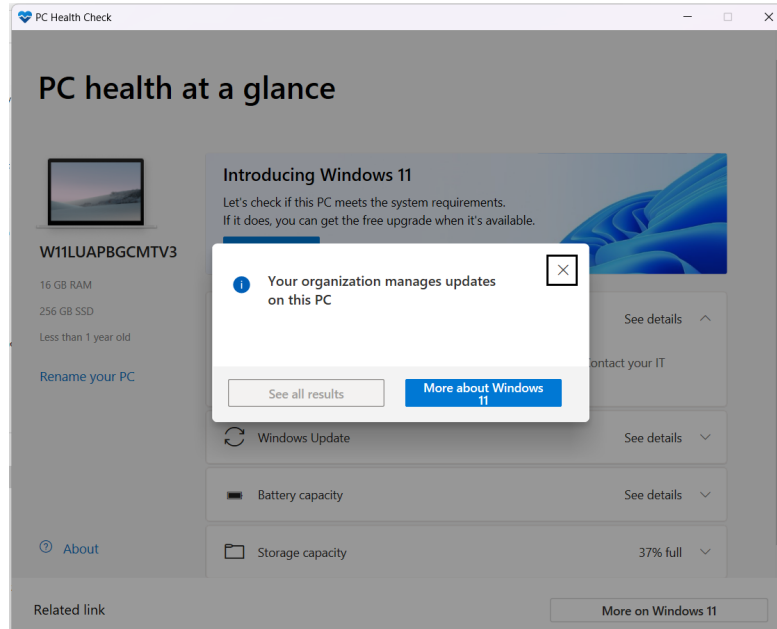 PC Health Check
PC health at a glance
Introducing Windows 11
Let's check if this PC meets the system requirements.
If it does, you can get the free upgrade when it's available.
W11LUAPBGCMTV3
16 GB RAM
256 GB SSD
Less than 1 year old
Rename your PC
Your organization manages updates
on this PC
See all results
More about Windows
11
See details
ontact your IT
Windows Update
See details
Battery capacity
See details
Storage capacity
37% full
About
Related link
More on Windows 11